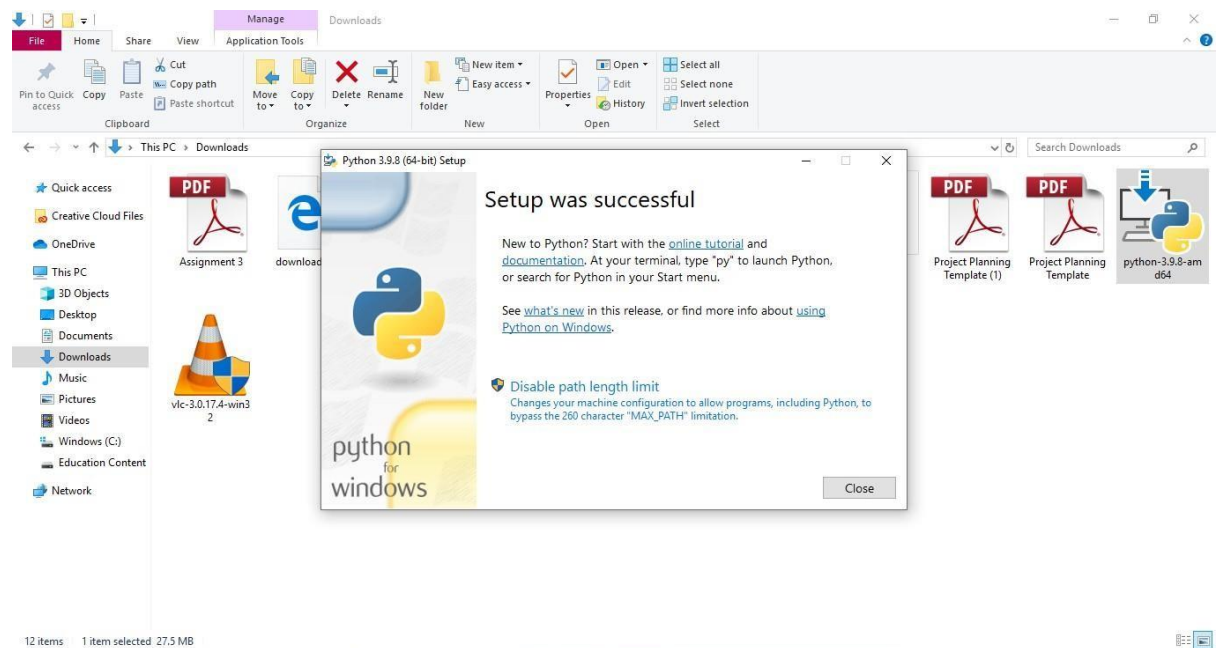 Manage
Downloads
File
Home
Share
View
Application Tools
Pin to Quick access
Copy
Paste
Cut
Copy path
Paste shortcut
Clipboard
Move to
Copy to
Delete
Rename
Organize
New folder
New item
Easy access
New
Properties
Open
Edit
History
Open
Select all
Select none
Invert selection
Select
This PC > Downloads
Search Downloads
Quick access
Creative Cloud Files
OneDrive
This PC
3D Objects
Desktop
Documents
Downloads
Music
Pictures
Videos
Windows (C:)
Education Content
Network
PDF
Assignment 3
download
vlc-3.0.17.4-win3
2
Python 3.9.8 (64-bit) Setup
Setup was successful
New to Python? Start with the online tutorial and
documentation. At your terminal, type "py" to launch Python,
or search for Python in your Start menu.
See what's new in this release, or find more info about using
Python on Windows.
Disable path length limit
Changes your machine configuration to allow programs, including Python, to
bypass the 260 character "MAX_PATH" limitation.
python
for
windows
Close
PDF
Project Planning
Template (1)
PDF
Project Planning
Template
python-3.9.8-am
d64
12 items
1 item selected 27.5 MB